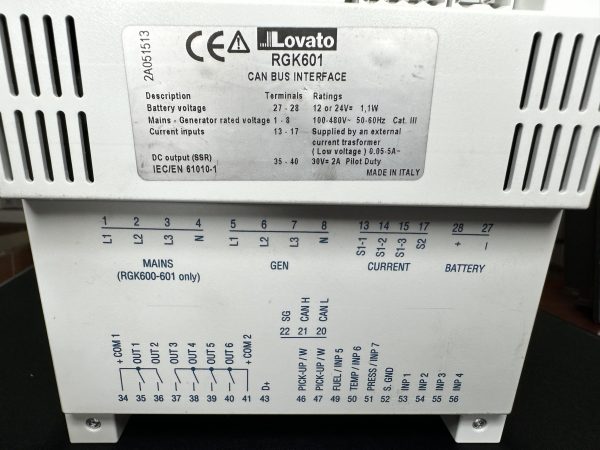 2A051513
CE Lovato
RGK601
CAN BUS INTERFACE
Description Terminals Ratings
Battery voltage 27 - 28 12 or 24V= 1,1W
Mains - Generator rated voltage 1 - 8 100-480V~ 50-60Hz Cat. III
Current inputs 13 - 17 Supplied by an external
current trasformer
( Low voltage ) 0.05-5A~
DC output (SSR) 35 - 40 30V= 2A Pilot Duty
IEC/EN 61010-1 MADE IN ITALY
1 2 3 4 5 6 7 8 13 14 15 17 28 27
L1 L2 L3 N L1 L2 L3 N S1-1 S1-2 S1-3 S2 + –
MAINS GEN CURRENT BATTERY
(RGK600-601 only)
SG CAN H CAN L
22 21 20
+ COM 1 OUT 1 OUT 2 OUT 3 OUT 4 OUT 5 OUT 6 + COM 2 D+ PICK-UP / W PICK-UP / W FUEL / INP 5 TEMP / INP 6 PRESS / INP 7 S. GND INP 1 INP 2 INP 3 INP 4
34 35 36 37 38 39 40 41 43 46 47 49 50 51 52 53 54 55 56